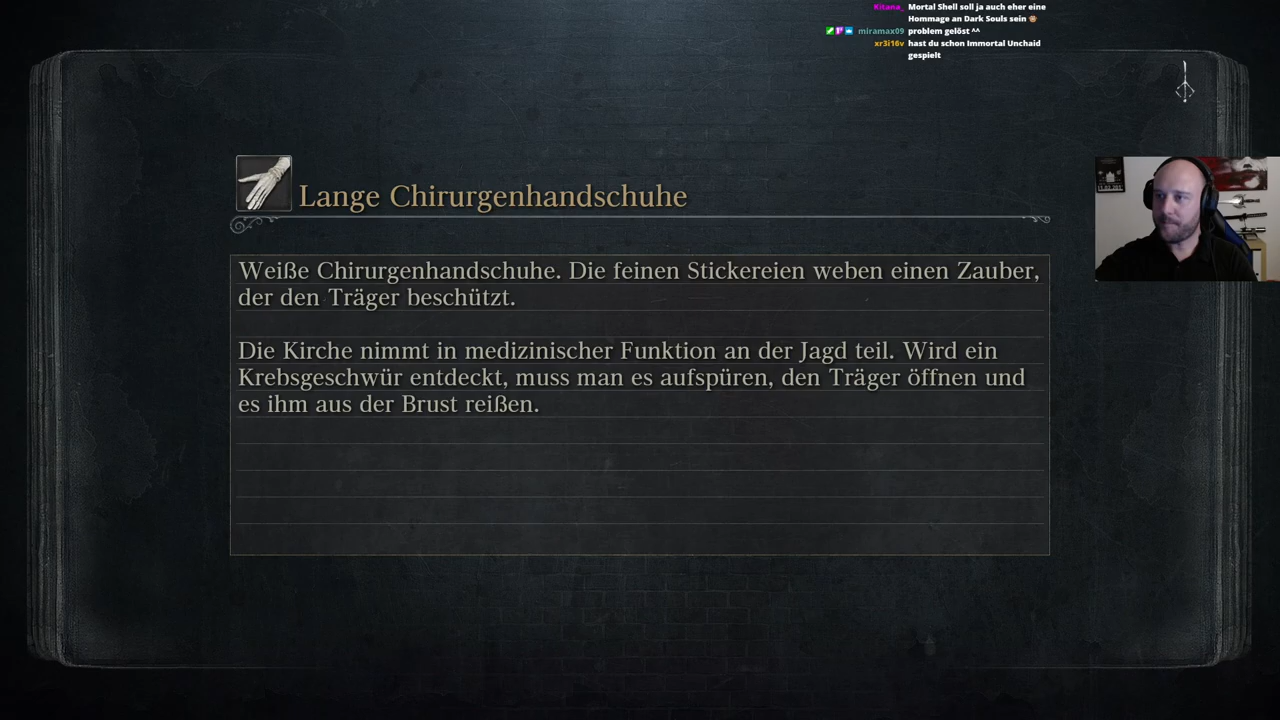 Kitana_ Mortal Shell soll ja auch eher eine
Hommage an Dark Souls sein
miramax09 problem gelöst ^^
xr3i16v hast du schon Immortal Unchaid
gespielt
Lange Chirurgenhandschuhe
Weiße Chirurgenhandschuhe. Die feinen Stickereien weben einen Zauber,
der den Träger beschützt.
Die Kirche nimmt in medizinischer Funktion an der Jagd teil. Wird ein
Krebsgeschwür entdeckt, muss man es aufspüren, den Träger öffnen und
es ihm aus der Brust reißen.